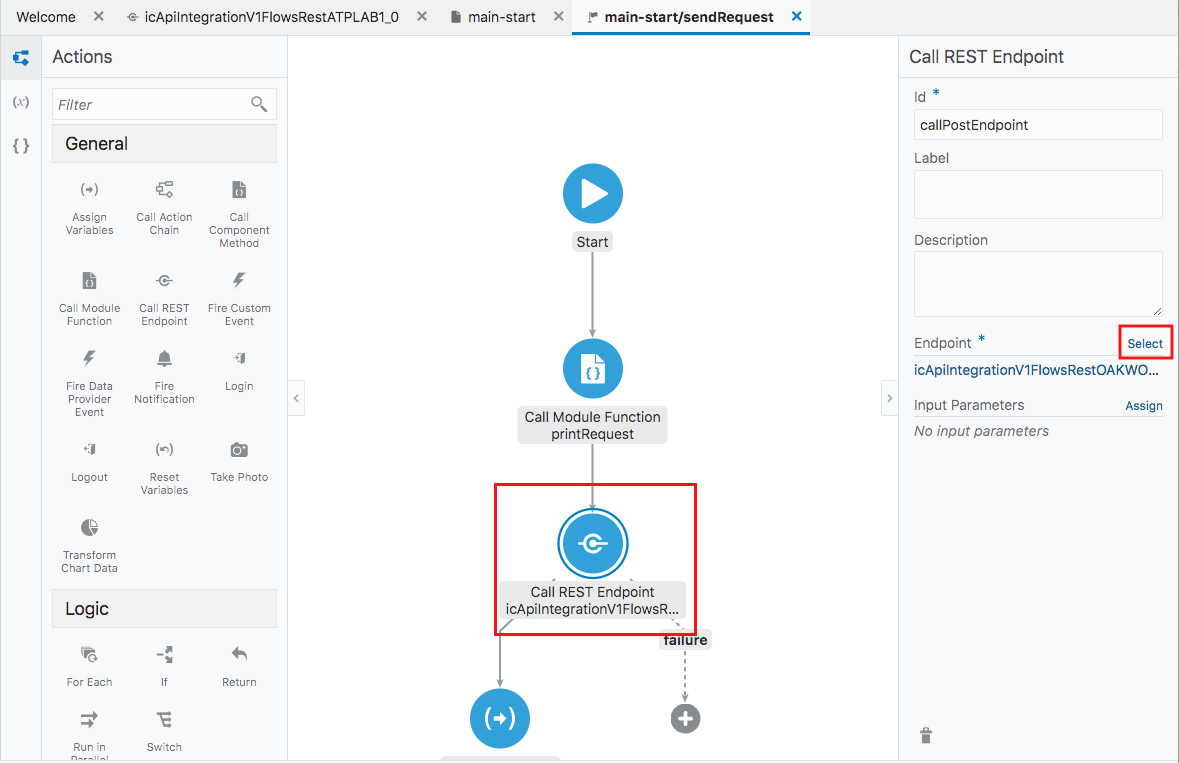 Welcome
icApiIntegrationV1FlowsRestATPLAB1_0
main-start
main-start/sendRequest
Actions
Filter
General
Assign
Variables
Call Action
Chain
Call
Component
Method
Call Module
Function
Call REST
Endpoint
Fire Custom
Event
Fire Data
Provider
Event
Fire
Notification
Login
Logout
Reset
Variables
Take Photo
Transform
Chart Data
Logic
For Each
If
Return
Run in
Parallel
Switch
Start
Call Module Function
printRequest
Call REST Endpoint
icApiIntegrationV1FlowsR...
failure
Call REST Endpoint
Id *
callPostEndpoint
Label
Description
Endpoint *
Select
icApiIntegrationV1FlowsRestOAKWO...
Input Parameters
Assign
No input parameters